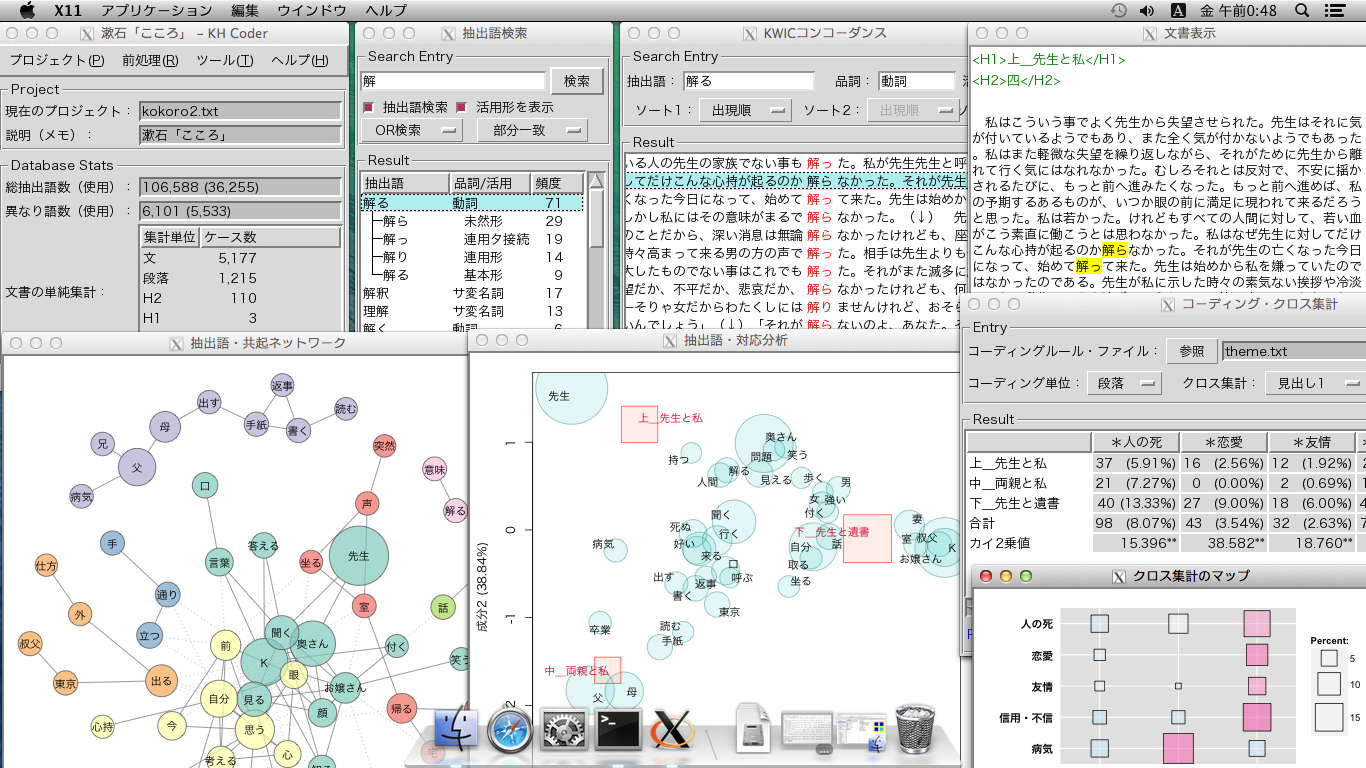 X11 アプリケーション 編集 ウインドウ ヘルプ
A 金 午前0:48
漱石「こころ」 – KH Coder
プロジェクト(P) 前処理(R) ツール(T) ヘルプ(H)
Project
現在のプロジェクト： kokoro2.txt
説明（メモ）： 漱石「こころ」
Database Stats
総抽出語数（使用）： 106,588 (36,255)
異なり語数（使用）： 6,101 (5,533)
文書の単純集計：
集計単位 ケース数
文 5,177
段落 1,215
H2 110
H1 3
抽出語検索
Search Entry
解 検索
抽出語検索 活用形を表示
OR検索 部分一致
Result
抽出語 品詞/活用 頻度
解る 動詞 71
解ら 未然形 29
解っ 連用タ接続 19
解り 連用形 14
解る 基本形 9
解釈 サ変名詞 17
理解 サ変名詞 13
解く 動詞 6
KWICコンコーダンス
Search Entry
抽出語： 解る 品詞： 動詞
ソート1： 出現順 ソート2： 出現順
Result
いる人の先生の家族でない事も 解っ た。私が先生先生と呼
してだけこんな心持が起るのか 解ら なかった。それが先生
くなった今日になって、始めて 解っ て来た。先生は始めか
しかし私にはその意味がまるで 解ら なかった。（↓） 先
のことだから、深い消息は無論 解ら なかったけれども、座
時々高まって来る男の方の声で 解っ た。相手は先生よりも
大したものでない事はこれでも 解っ た。それがまた滅多に
望だか、不平だか、悲哀だか、 解ら なかったけれども、何
一そりゃ女だからわたくしには 解り ませんけれど、おそら
いんでしょう」（↓）「それが 解ら ないのよ、あなた。そ
文書表示
<H1>上__先生と私</H1>
<H2>四</H2>
私はこういう事でよく先生から失望させられた。先生はそれに気
が付いているようでもあり、また全く気が付かないようでもあった
。私はまた軽微な失望を繰り返しながら、それがために先生から離
れて行く気にはなれなかった。むしろそれとは反対で、不安に揺か
されるたびに、もっと前へ進みたくなった。もっと前へ進めば、私
の予期するあるものが、いつか眼の前に満足に現われて来るだろう
と思った。私は若かった。けれどもすべての人間に対して、若い血
がこう素直に働こうとは思わなかった。私はなぜ先生に対してだけ
こんな心持が起るのか解らなかった。それが先生の亡くなった今日
になって、始めて解って来た。先生は始めから私を嫌っていたので
はなかったのである。先生が私に示した時々の素気ない挨拶や冷淡
コーディング・クロス集計
Entry
コーディングルール・ファイル： 参照 theme.txt
コーディング単位： 段落 クロス集計： 見出し1
Result
＊人の死 ＊恋愛 ＊友情
上__先生と私 37 (5.91%) 16 (2.56%) 12 (1.92%)
中__両親と私 21 (7.27%) 0 (0.00%) 2 (0.69%)
下__先生と遺書 40 (13.33%) 27 (9.00%) 18 (6.00%)
合計 98 (8.07%) 43 (3.54%) 32 (2.63%)
カイ2乗値 15.396** 38.582** 18.760**
抽出語・共起ネットワーク
返事
出す
読む
母
手紙
書く
兄
父
病気
突然
意味
口
声
解る
手
答える
先生
言葉
坐る
仕方
通り
室
話
外
立つ
聞く
前
奥さん
付く
叔父
K
笑う
東京
出る
眼
お嬢さん
自分
見る
顔
帰る
心持
今
思う
心
宅
考える
抽出語・対応分析
成分2 (38.84%)
1
0
-1
先生
上__先生と私
奥さん
持つ
問題
笑う
人間
解る
見える
歩く
男
女
強い
付く
聞く
死ぬ
行く
下__先生と遺書
妻
好い
自分
話
室
叔父
K
病気
来る
お嬢さん
取る
口
出す
返事
呼ぶ
坐る
書く
東京
卒業
読む
手紙
中__両親と私
父
母
クロス集計のマップ
人の死
恋愛
友情
信用・不信
病気
Percent:
5
10
15